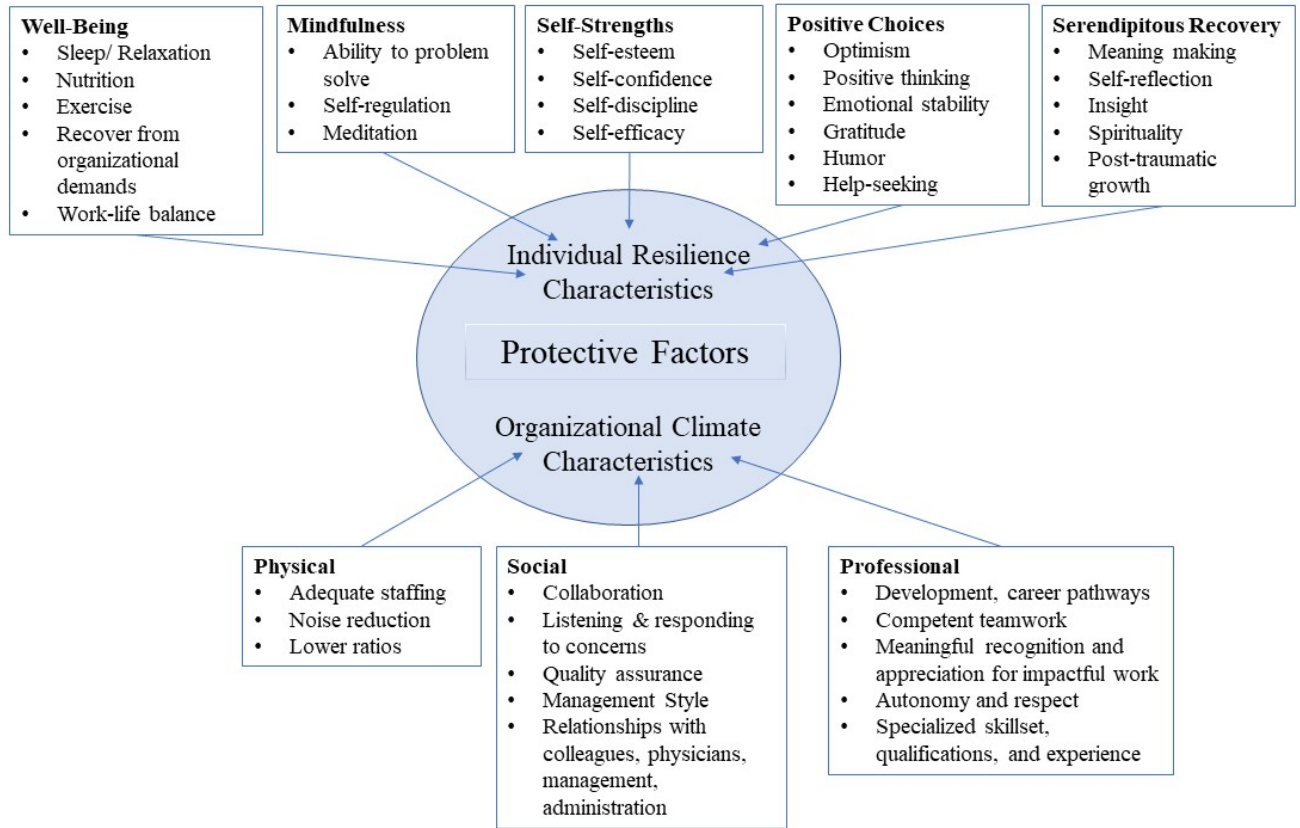 Well-Being
• Sleep/ Relaxation
• Nutrition
• Exercise
• Recover from
organizational
demands
• Work-life balance
Mindfulness
• Ability to problem
solve
• Self-regulation
• Meditation
Self-Strengths
• Self-esteem
• Self-confidence
• Self-discipline
• Self-efficacy
Positive Choices
• Optimism
• Positive thinking
• Emotional stability
• Gratitude
• Humor
• Help-seeking
Serendipitous Recovery
• Meaning making
• Self-reflection
• Insight
• Spirituality
• Post-traumatic
growth
Individual Resilience
Characteristics
Protective Factors
Organizational Climate
Characteristics
Physical
• Adequate staffing
• Noise reduction
• Lower ratios
Social
• Collaboration
• Listening & responding
to concerns
• Quality assurance
• Management Style
• Relationships with
colleagues, physicians,
management,
administration
Professional
• Development, career pathways
• Competent teamwork
• Meaningful recognition and
appreciation for impactful work
• Autonomy and respect
• Specialized skillset,
qualifications, and experience